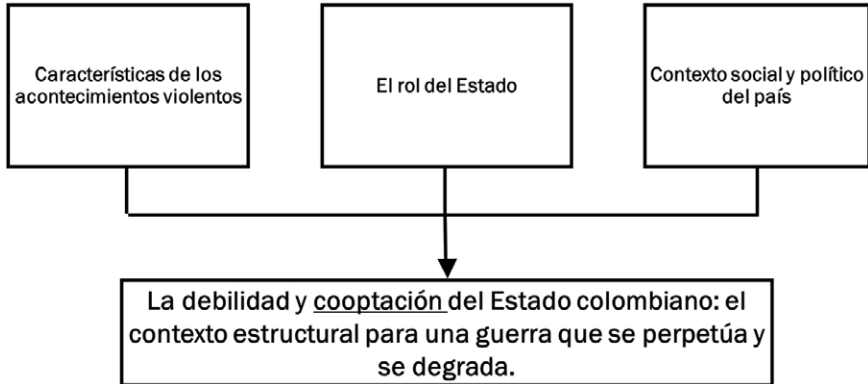 Características de los
acontecimientos violentos
El rol del Estado
Contexto social y político
del país
La debilidad y cooptación del Estado colombiano: el
contexto estructural para una guerra que se perpetúa y
se degrada.